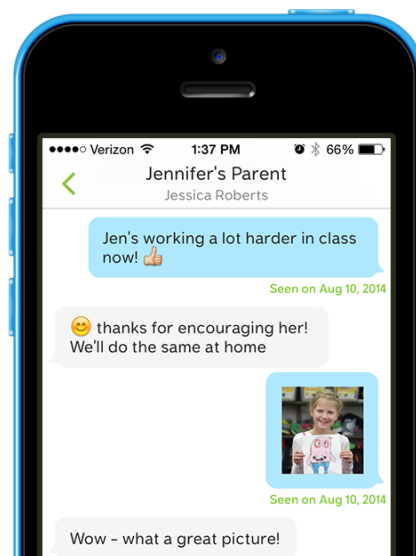 Verizon 1:37 PM 66%
Jennifer's Parent
Jessica Roberts
Jen's working a lot harder in class
now! 👍
Seen on Aug 10, 2014
😊 thanks for encouraging her!
We'll do the same at home
Seen on Aug 10, 2014
Wow - what a great picture!